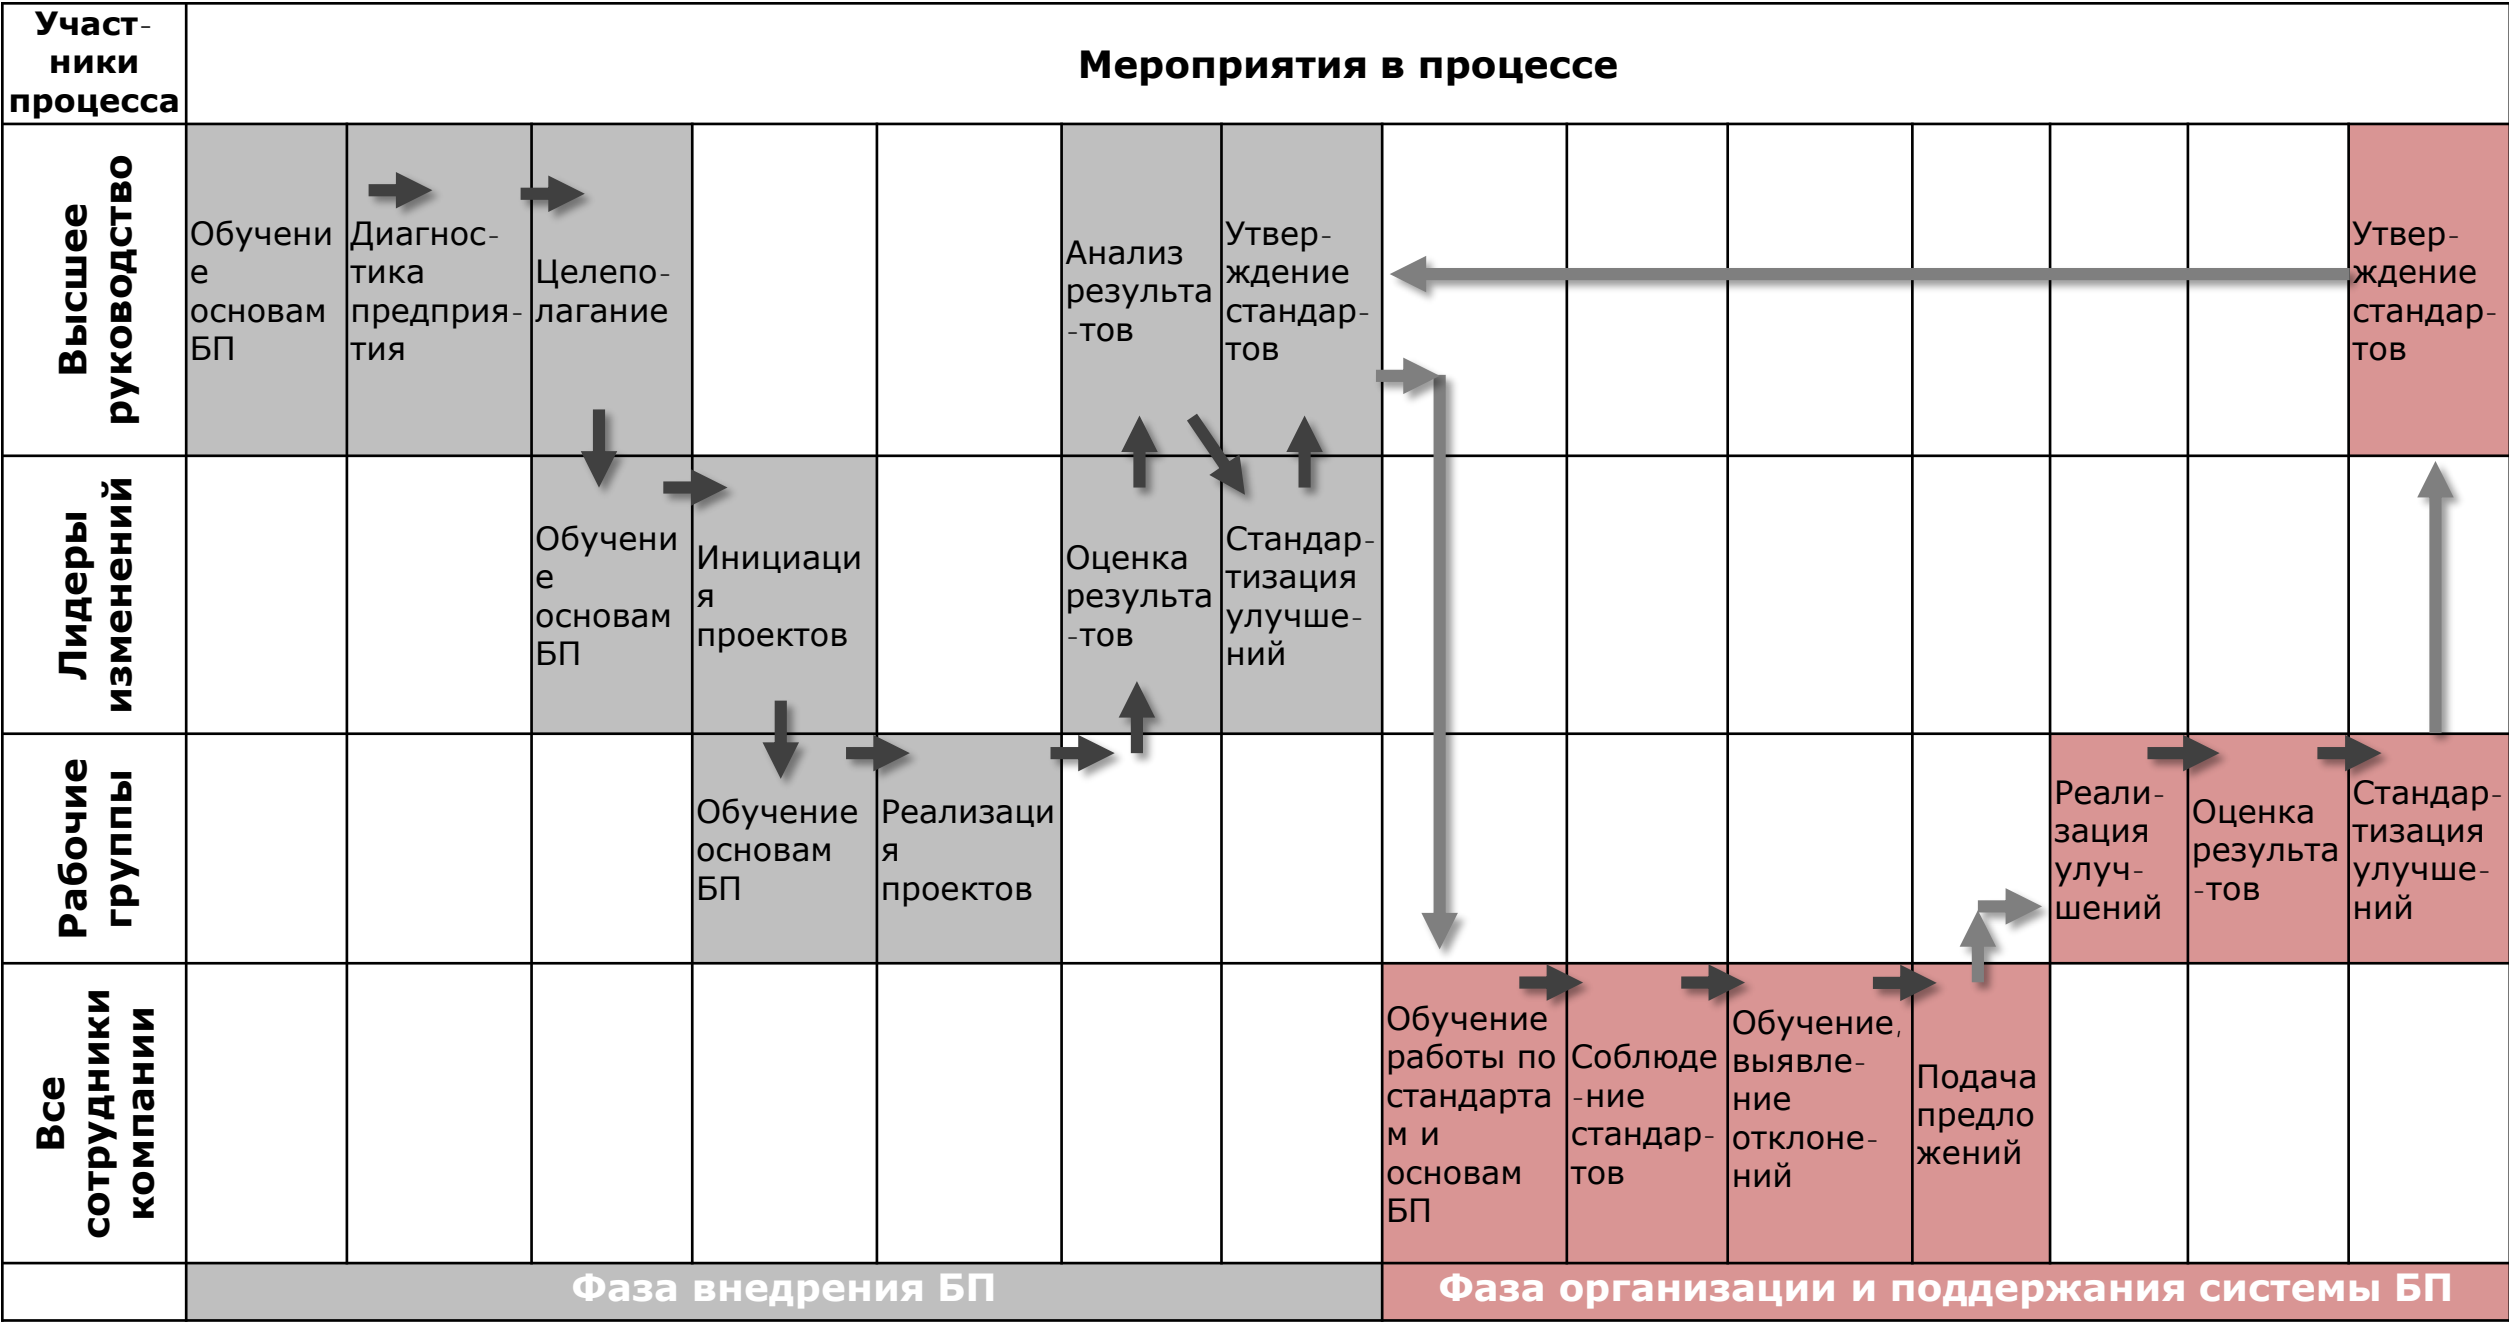 Участ-
ники
процесса
Мероприятия в процессе
Высшее
руководство
Обучени
е
основам
БП
Диагнос-
тика
предприя-
тия
Целепо-
лагание
Анализ
результа
-тов
Утвер-
ждение
стандар-
тов
Утвер-
ждение
стандар-
тов
Лидеры
изменений
Обучени
е
основам
БП
Инициаци
я
проектов
Оценка
результа
-тов
Стандар-
тизация
улучше-
ний
Рабочие
группы
Обучение
основам
БП
Реализаци
я
проектов
Реали-
зация
улуч-
шений
Оценка
результа
-тов
Стандар-
тизация
улучше-
ний
Все
сотрудники
компании
Обучение
работы по
стандарта
м и
основам
БП
Соблюде
-ние
стандар-
тов
Обучение,
выявле-
ние
отклоне-
ний
Подача
предло
жений
Фаза внедрения БП
Фаза организации и поддержания системы БП